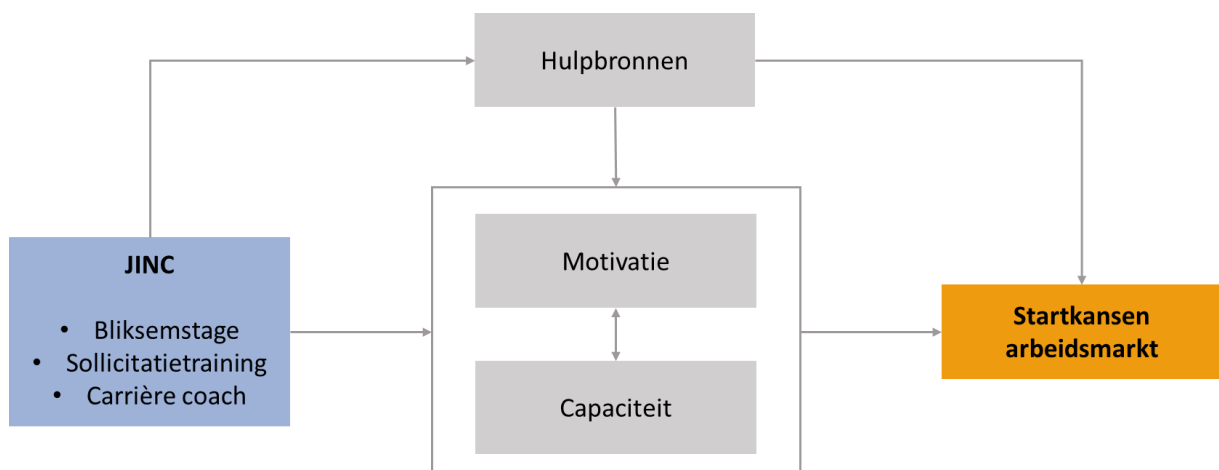 Hulpbronnen
Motivatie
JINC
• Bliksemstage
• Sollicitatietraining
• Carrière coach
Startkansen
arbeidsmarkt
Capaciteit